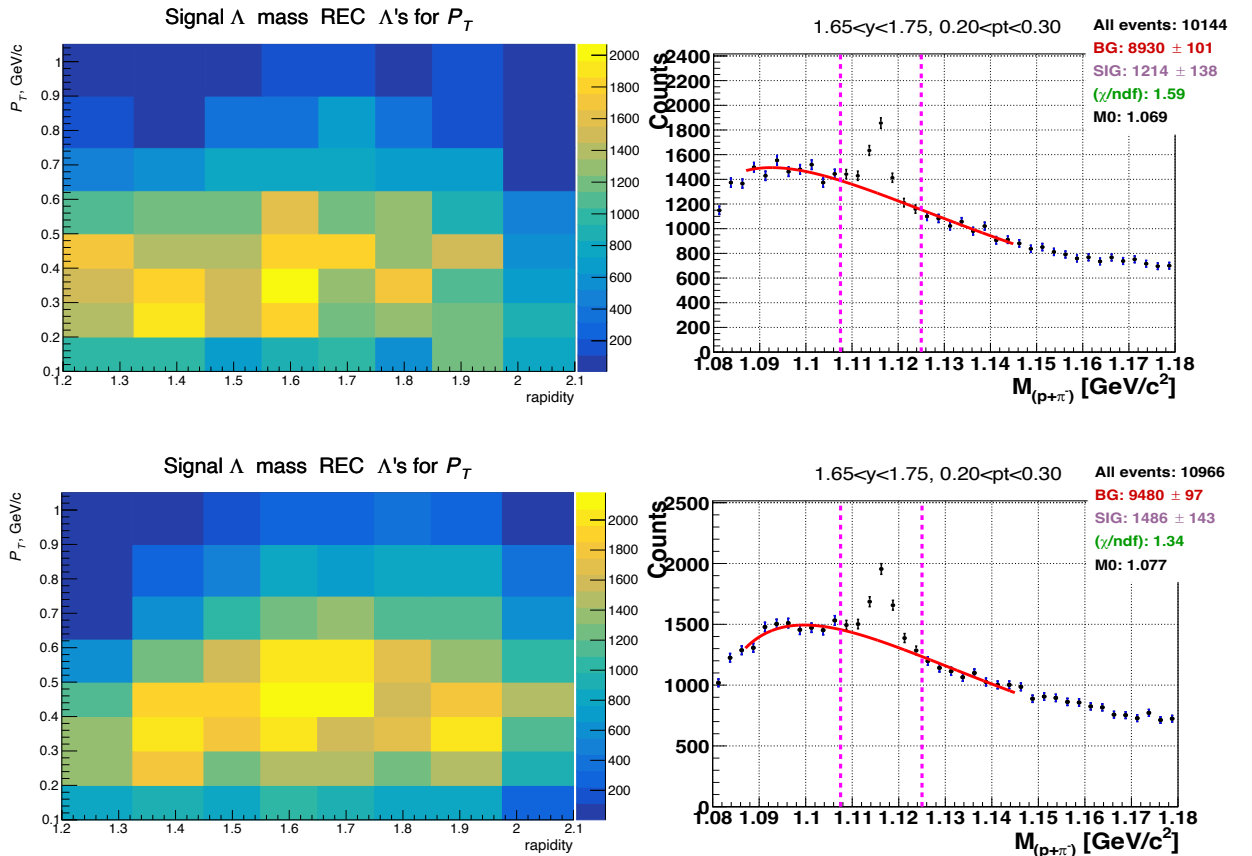 Signal Λ mass REC Λ's for P_T
P_T, GeV/c
1
0.9
0.8
0.7
0.6
0.5
0.4
0.3
0.2
0.1
1.2 1.3 1.4 1.5 1.6 1.7 1.8 1.9 2 2.1
rapidity
2000
1800
1600
1400
1200
1000
800
600
400
200
1.65<y<1.75, 0.20<pt<0.30
All events: 10144
BG: 8930 ± 101
SIG: 1214 ± 138
(χ/ndf): 1.59
M0: 1.069
Counts
2400
2200
2000
1800
1600
1400
1200
1000
800
600
400
200
0
1.08 1.09 1.1 1.11 1.12 1.13 1.14 1.15 1.16 1.17 1.18
M(p+π-) [GeV/c²]
Signal Λ mass REC Λ's for P_T
P_T, GeV/c
1
0.9
0.8
0.7
0.6
0.5
0.4
0.3
0.2
0.1
1.2 1.3 1.4 1.5 1.6 1.7 1.8 1.9 2 2.1
rapidity
2000
1800
1600
1400
1200
1000
800
600
400
200
1.65<y<1.75, 0.20<pt<0.30
All events: 10966
BG: 9480 ± 97
SIG: 1486 ± 143
(χ/ndf): 1.34
M0: 1.077
Counts
2500
2000
1500
1000
500
0
1.08 1.09 1.1 1.11 1.12 1.13 1.14 1.15 1.16 1.17 1.18
M(p+π-) [GeV/c²]